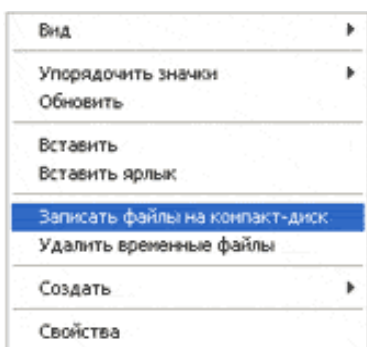 Вид
Упорядочить значки
Обновить
Вставить
Вставить ярлык
Записать файлы на компакт-диск
Удалить временные файлы
Создать
Свойства